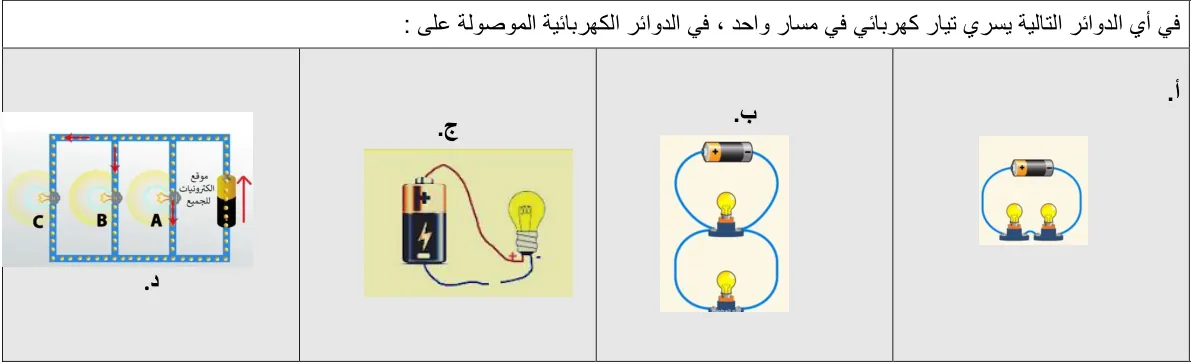 في أي الدوائر التالية يسري تيار كهربائي في مسار واحد ، في الدوائر الكهربائية الموصولة على :
أ.
ب.
ج.
+
-
موقع
الكترونيات
للجميع
C
B
A
د.